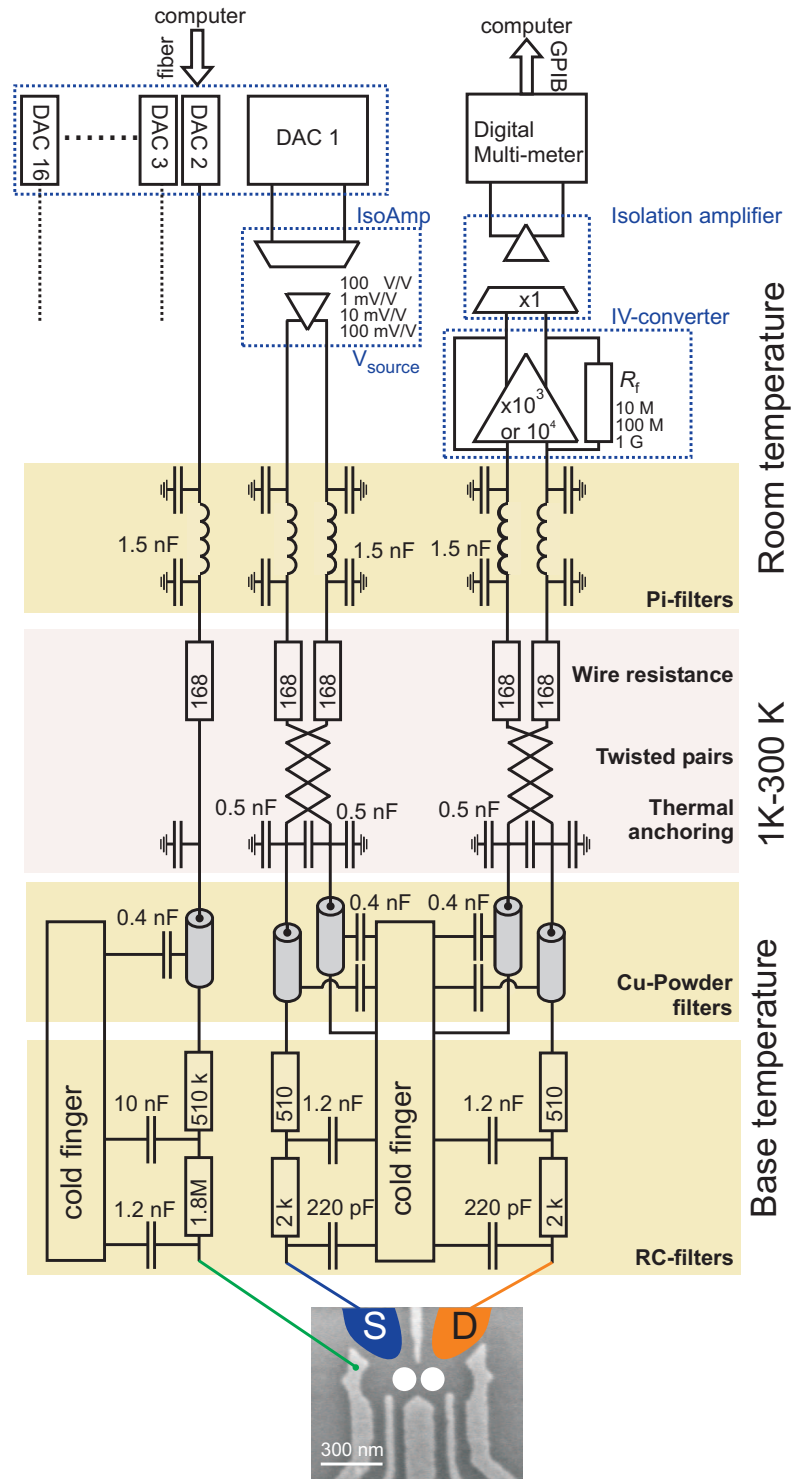 computer
fiber
computer
GPIB
DAC 16
DAC 3
DAC 2
DAC 1
Digital
Multi-meter
IsoAmp
Isolation amplifier
100 V/V
1 mV/V
10 mV/V
100 mV/V
x1
IV-converter
Vsource
x10³
or 10⁴
Rf
10 M
100 M
1 G
Room temperature
1.5 nF
1.5 nF
1.5 nF
Pi-filters
168
168
168
168
168
Wire resistance
Twisted pairs
1K-300 K
0.5 nF
0.5 nF
0.5 nF
Thermal
anchoring
0.4 nF
0.4 nF
0.4 nF
Cu-Powder
filters
Base temperature
cold finger
510 k
510
cold finger
510
10 nF
1.2 nF
1.2 nF
1.8M
2 k
2 k
1.2 nF
220 pF
220 pF
RC-filters
S
D
300 nm